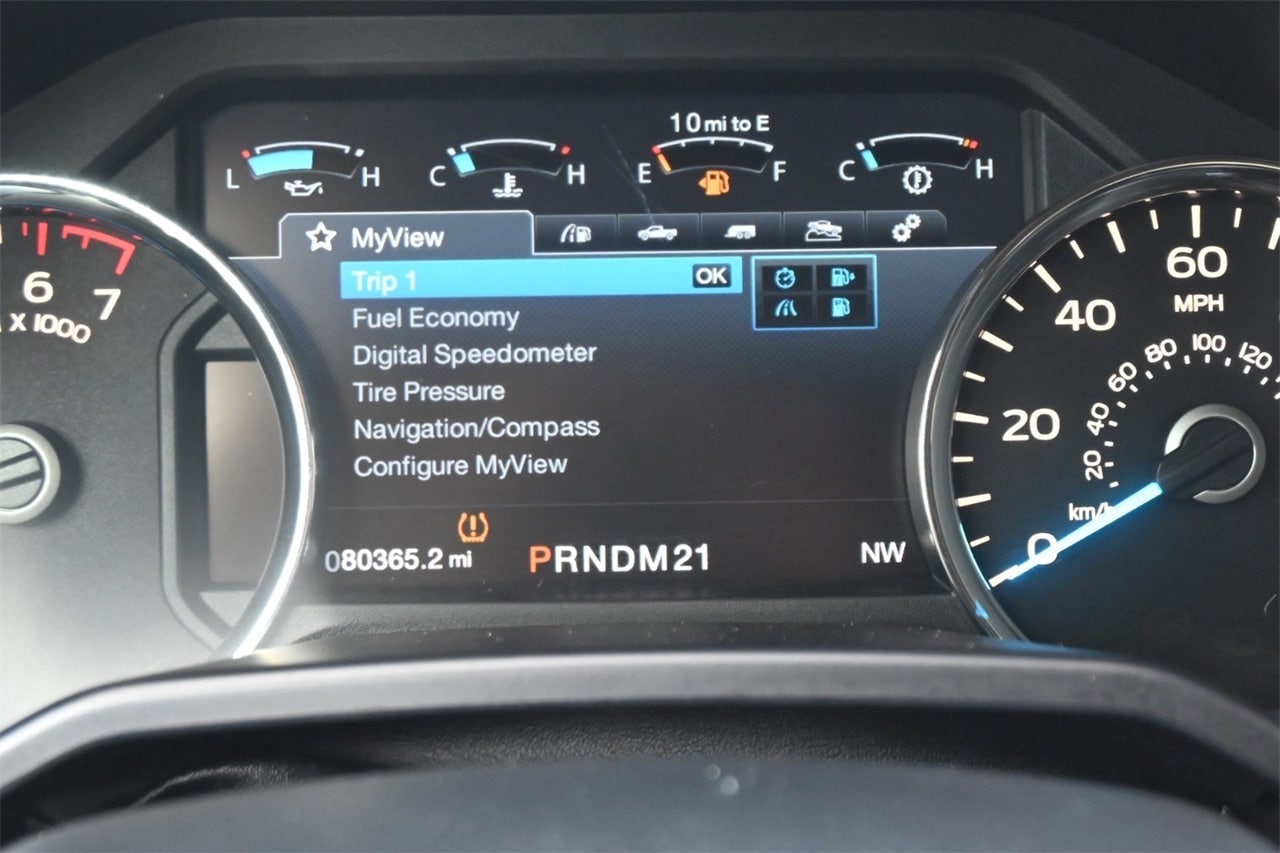 10 mi to E
L H
C H
E F
C H
MyView
Trip 1 OK
Fuel Economy
Digital Speedometer
Tire Pressure
Navigation/Compass
Configure MyView
080365.2 mi
PRNDM21
NW
6 7
x 1000
0 20 40 60
MPH
20 40 60 80 100 120
km/h